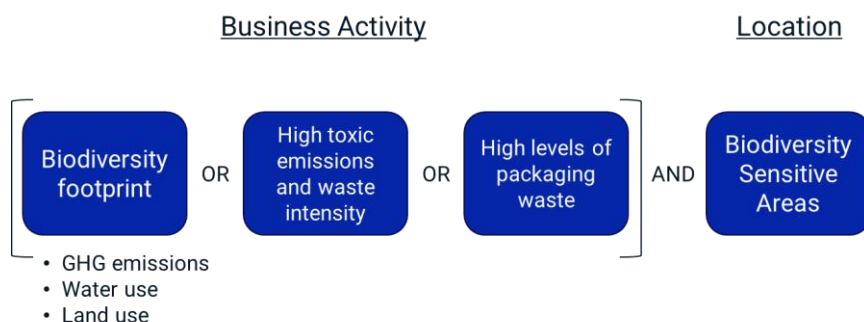 Business Activity
Location
Biodiversity
footprint
OR
High toxic
emissions
and waste
intensity
OR
High levels of
packaging
waste
AND
Biodiversity
Sensitive
Areas
• GHG emissions
• Water use
• Land use